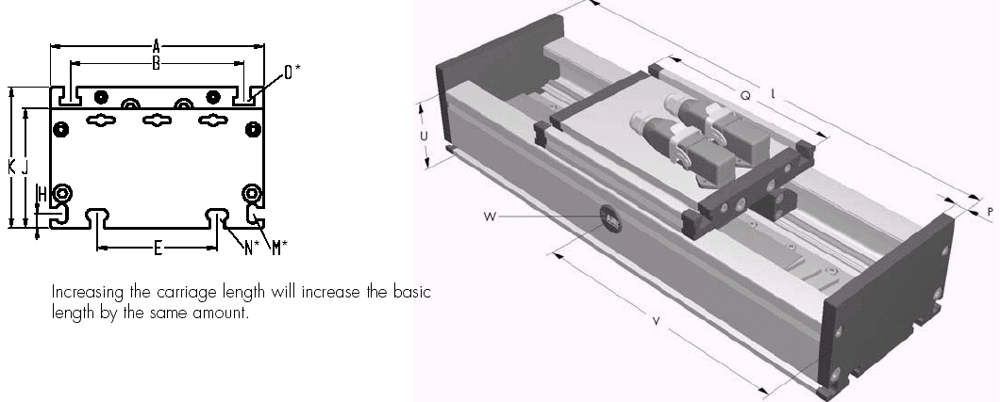 A
B
O*
K
J
H
E
N*
M*
Increasing the carriage length will increase the basic
length by the same amount.
L
Q
U
W
P
V